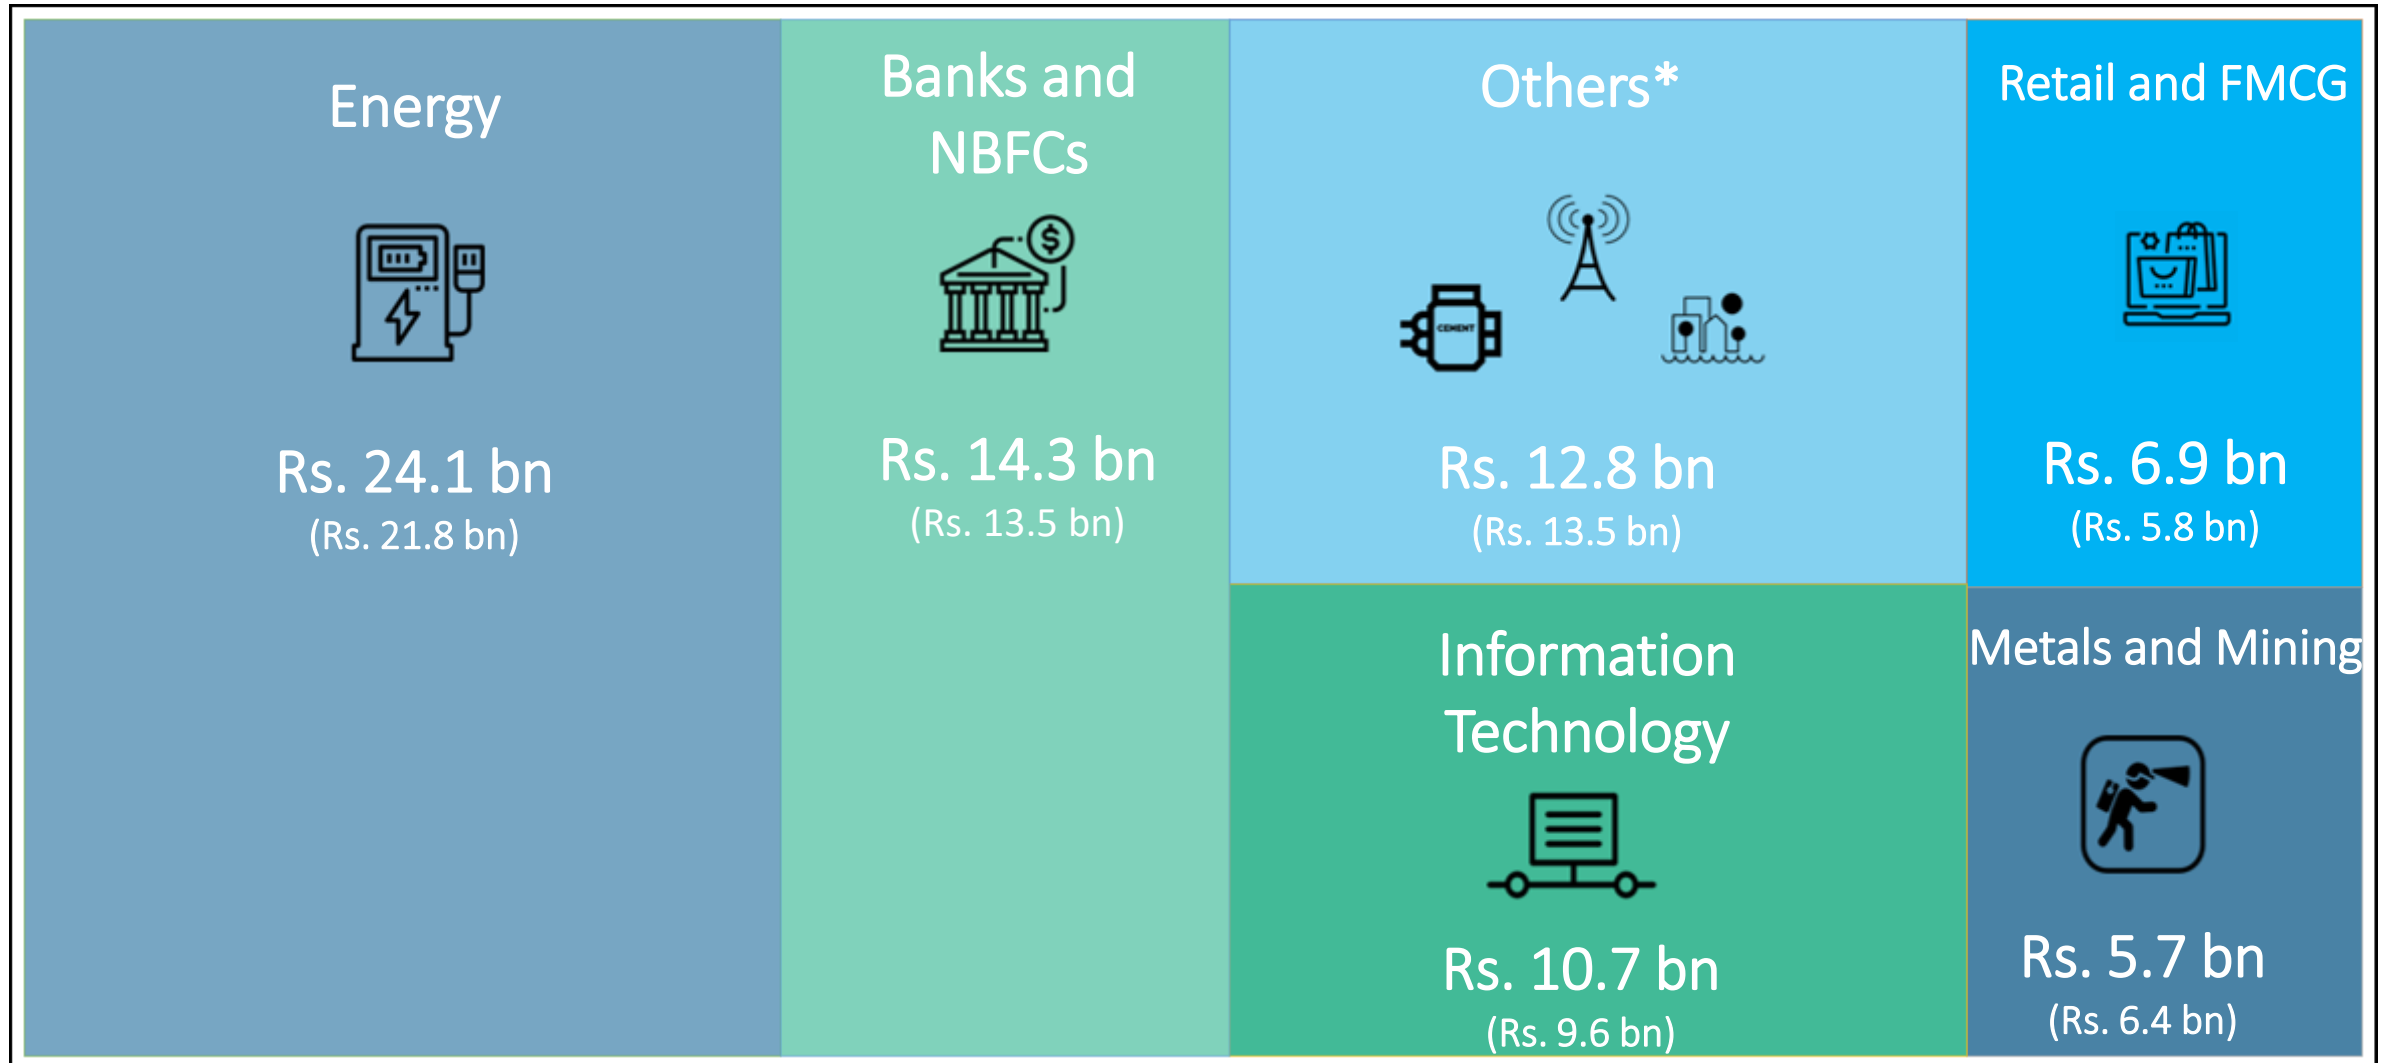 Energy
Rs. 24.1 bn
(Rs. 21.8 bn)
Banks and
NBFCs
$
Rs. 14.3 bn
(Rs. 13.5 bn)
Others*
CEMENT
Rs. 12.8 bn
(Rs. 13.5 bn)
Retail and FMCG
Rs. 6.9 bn
(Rs. 5.8 bn)
Information
Technology
Rs. 10.7 bn
(Rs. 9.6 bn)
Metals and Mining
Rs. 5.7 bn
(Rs. 6.4 bn)